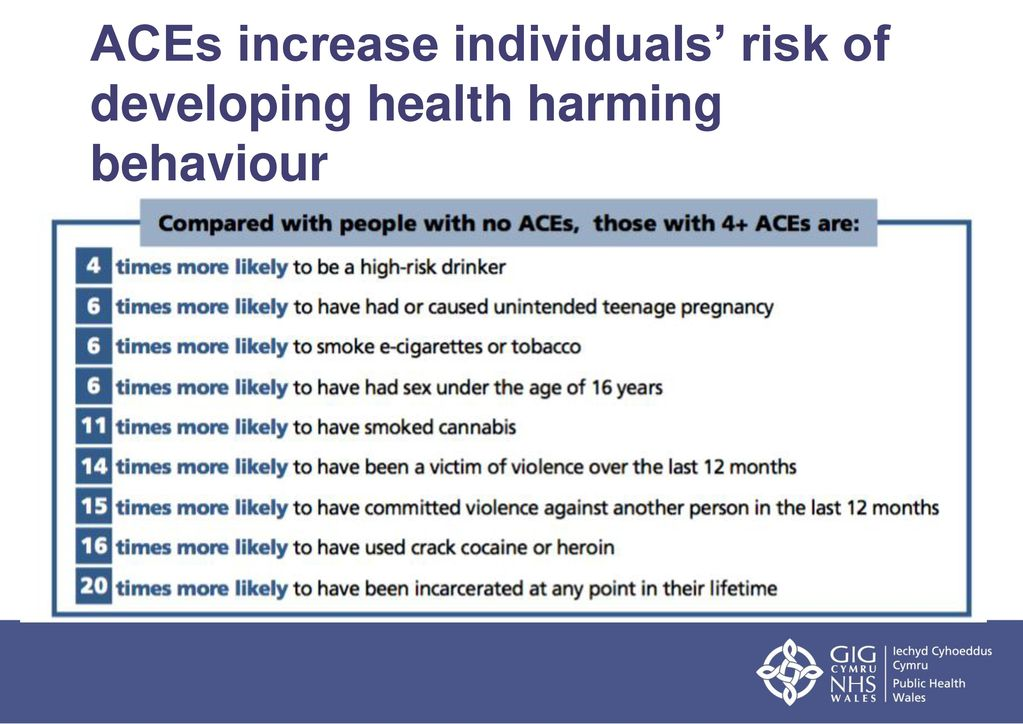 ACEs increase individuals’ risk of
developing health harming
behaviour
Compared with people with no ACEs, those with 4+ ACEs are:
4 times more likely to be a high-risk drinker
6 times more likely to have had or caused unintended teenage pregnancy
6 times more likely to smoke e-cigarettes or tobacco
6 times more likely to have had sex under the age of 16 years
11 times more likely to have smoked cannabis
14 times more likely to have been a victim of violence over the last 12 months
15 times more likely to have committed violence against another person in the last 12 months
16 times more likely to have used crack cocaine or heroin
20 times more likely to have been incarcerated at any point in their lifetime
GIG
CYMRU
NHS
WALES
Iechyd Cyhoeddus
Cymru
Public Health
Wales